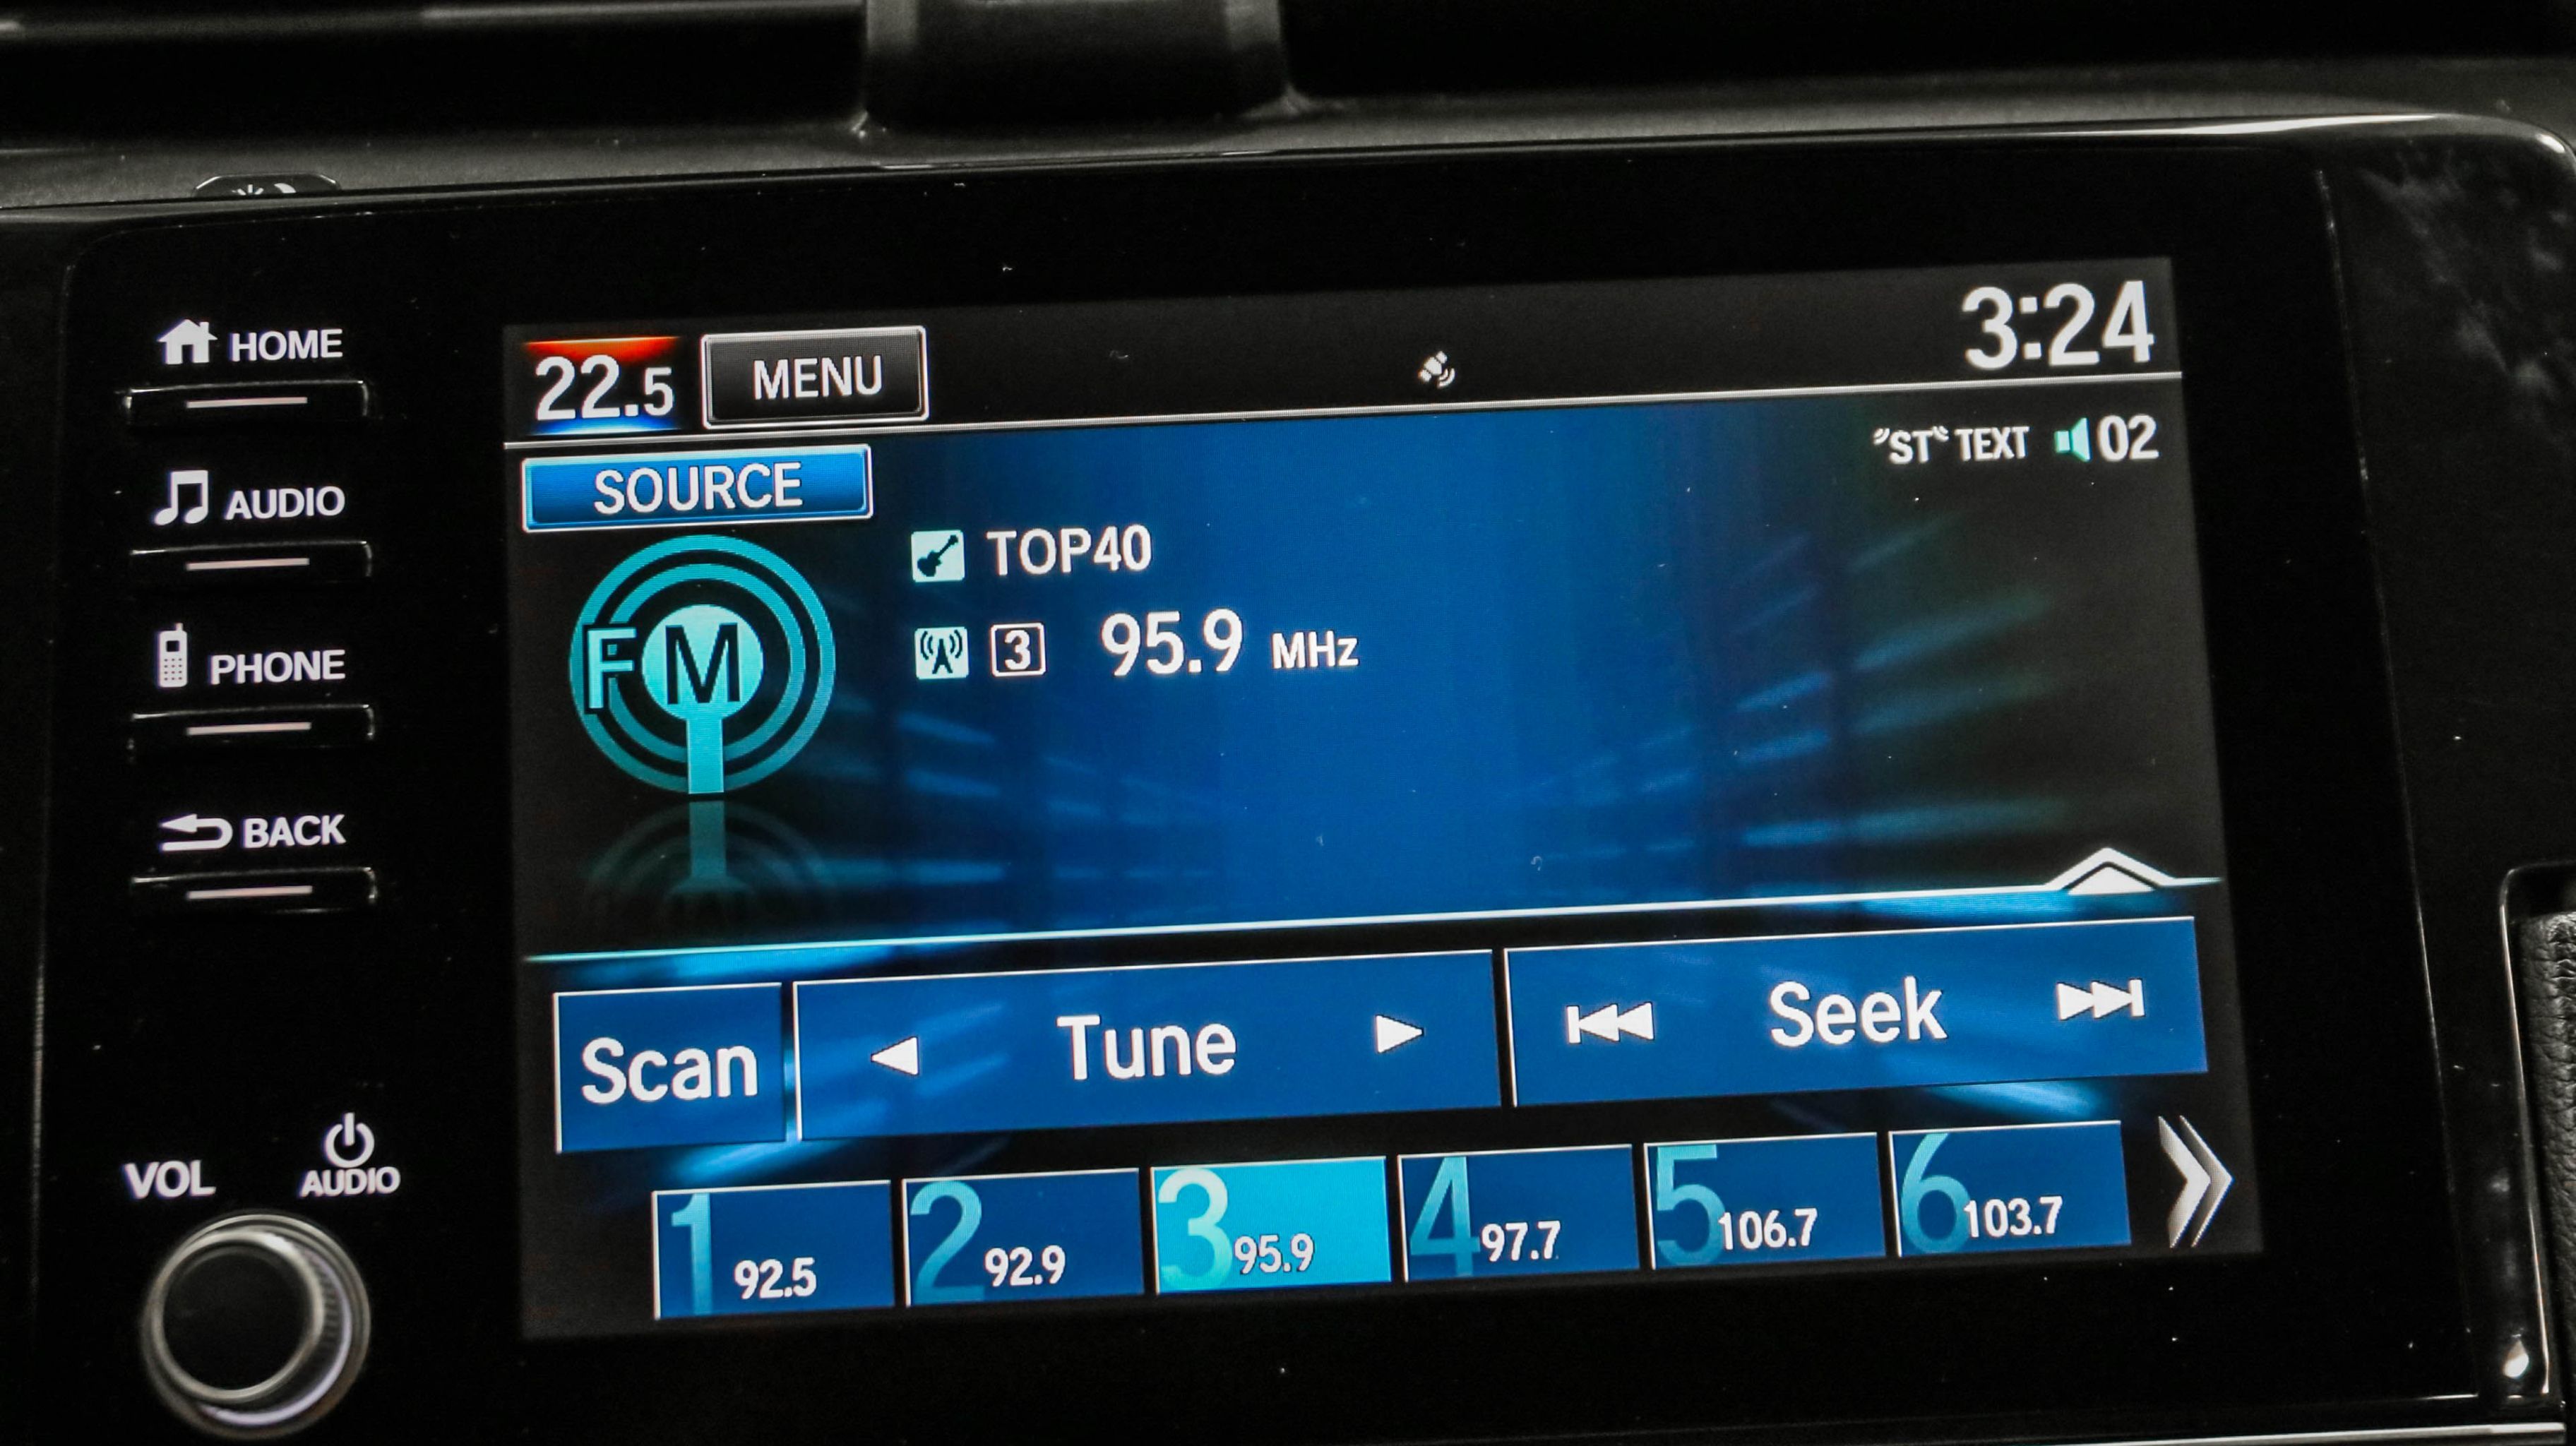 HOME
AUDIO
PHONE
BACK
VOL
AUDIO
22.5 MENU 3:24
SOURCE "ST" TEXT 02
FM
TOP40
3 95.9 MHz
Scan Tune Seek
1 92.5 2 92.9 3 95.9 4 97.7 5 106.7 6 103.7